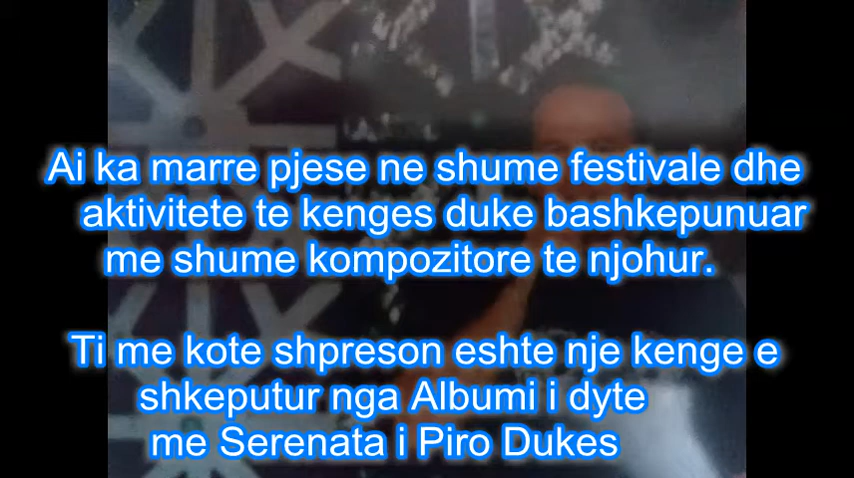 Ai ka marre pjese ne shume festivale dhe
aktivitete te kenges duke bashkepunuar
me shume kompozitore te njohur.
Ti me kote shpreson eshte nje kenge e
shkeputur nga Albumi i dyte
me Serenata i Piro Dukes